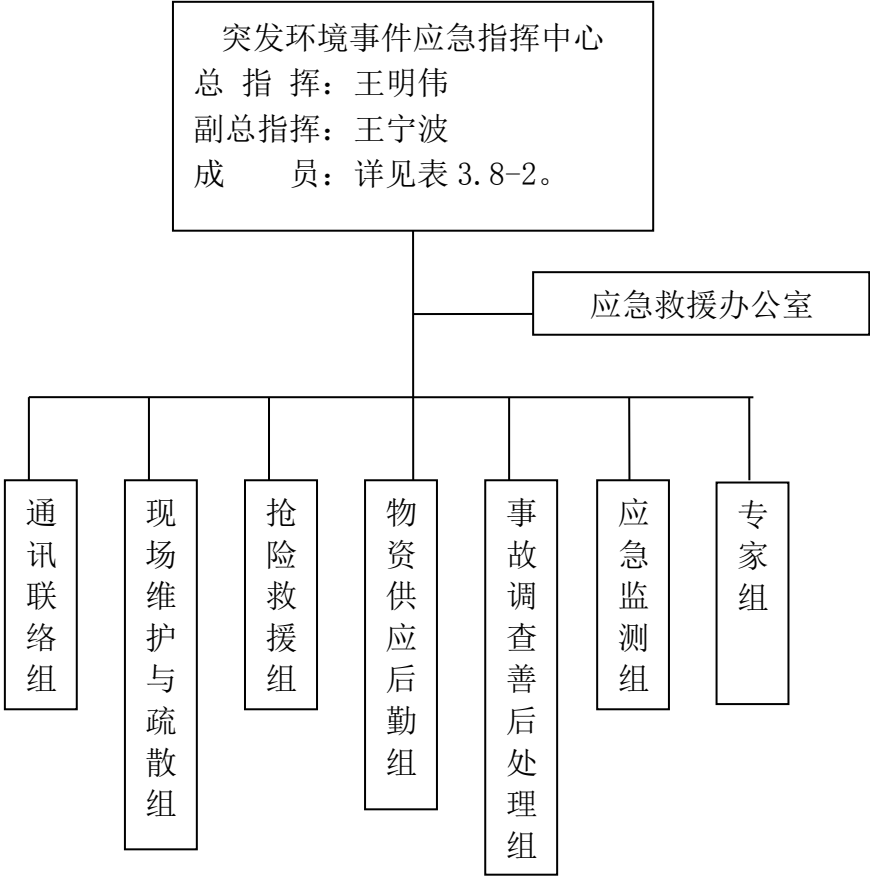 突发环境事件应急指挥中心
总 指 挥：王明伟
副总指挥：王宁波
成　　员：详见表 3.8-2。
应急救援办公室
通讯联络组
现场维护与疏散组
抢险救援组
物资供应后勤组
事故调查善后处理组
应急监测组
专家组